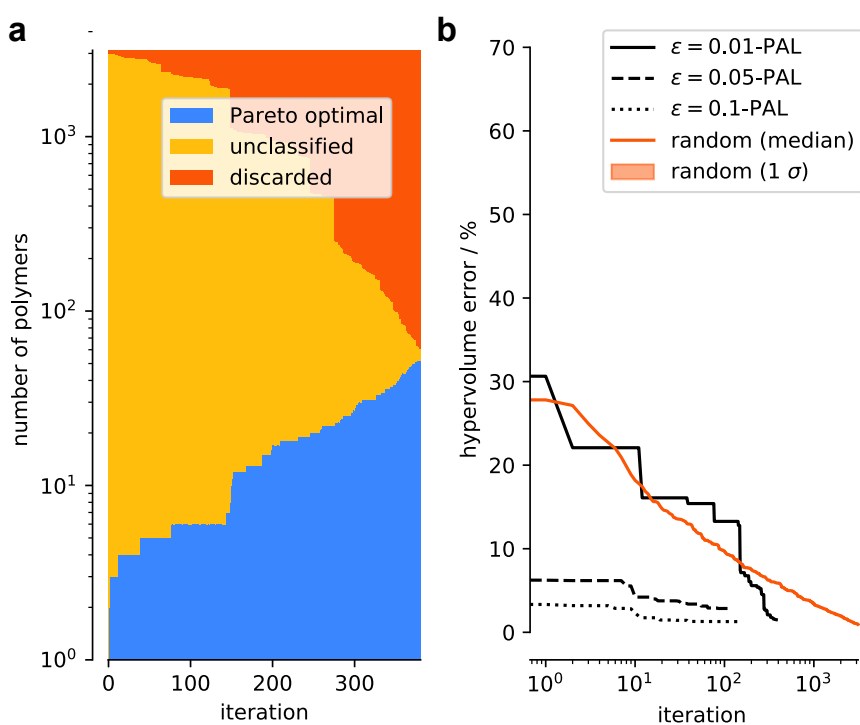 a
number of polymers
10³
10²
10¹
10⁰
Pareto optimal
unclassified
discarded
0
100
200
300
iteration
b
hypervolume error / %
70
60
50
40
30
20
10
0
ε = 0.01-PAL
ε = 0.05-PAL
ε = 0.1-PAL
random (median)
random (1 σ)
10⁰
10¹
10²
10³
iteration